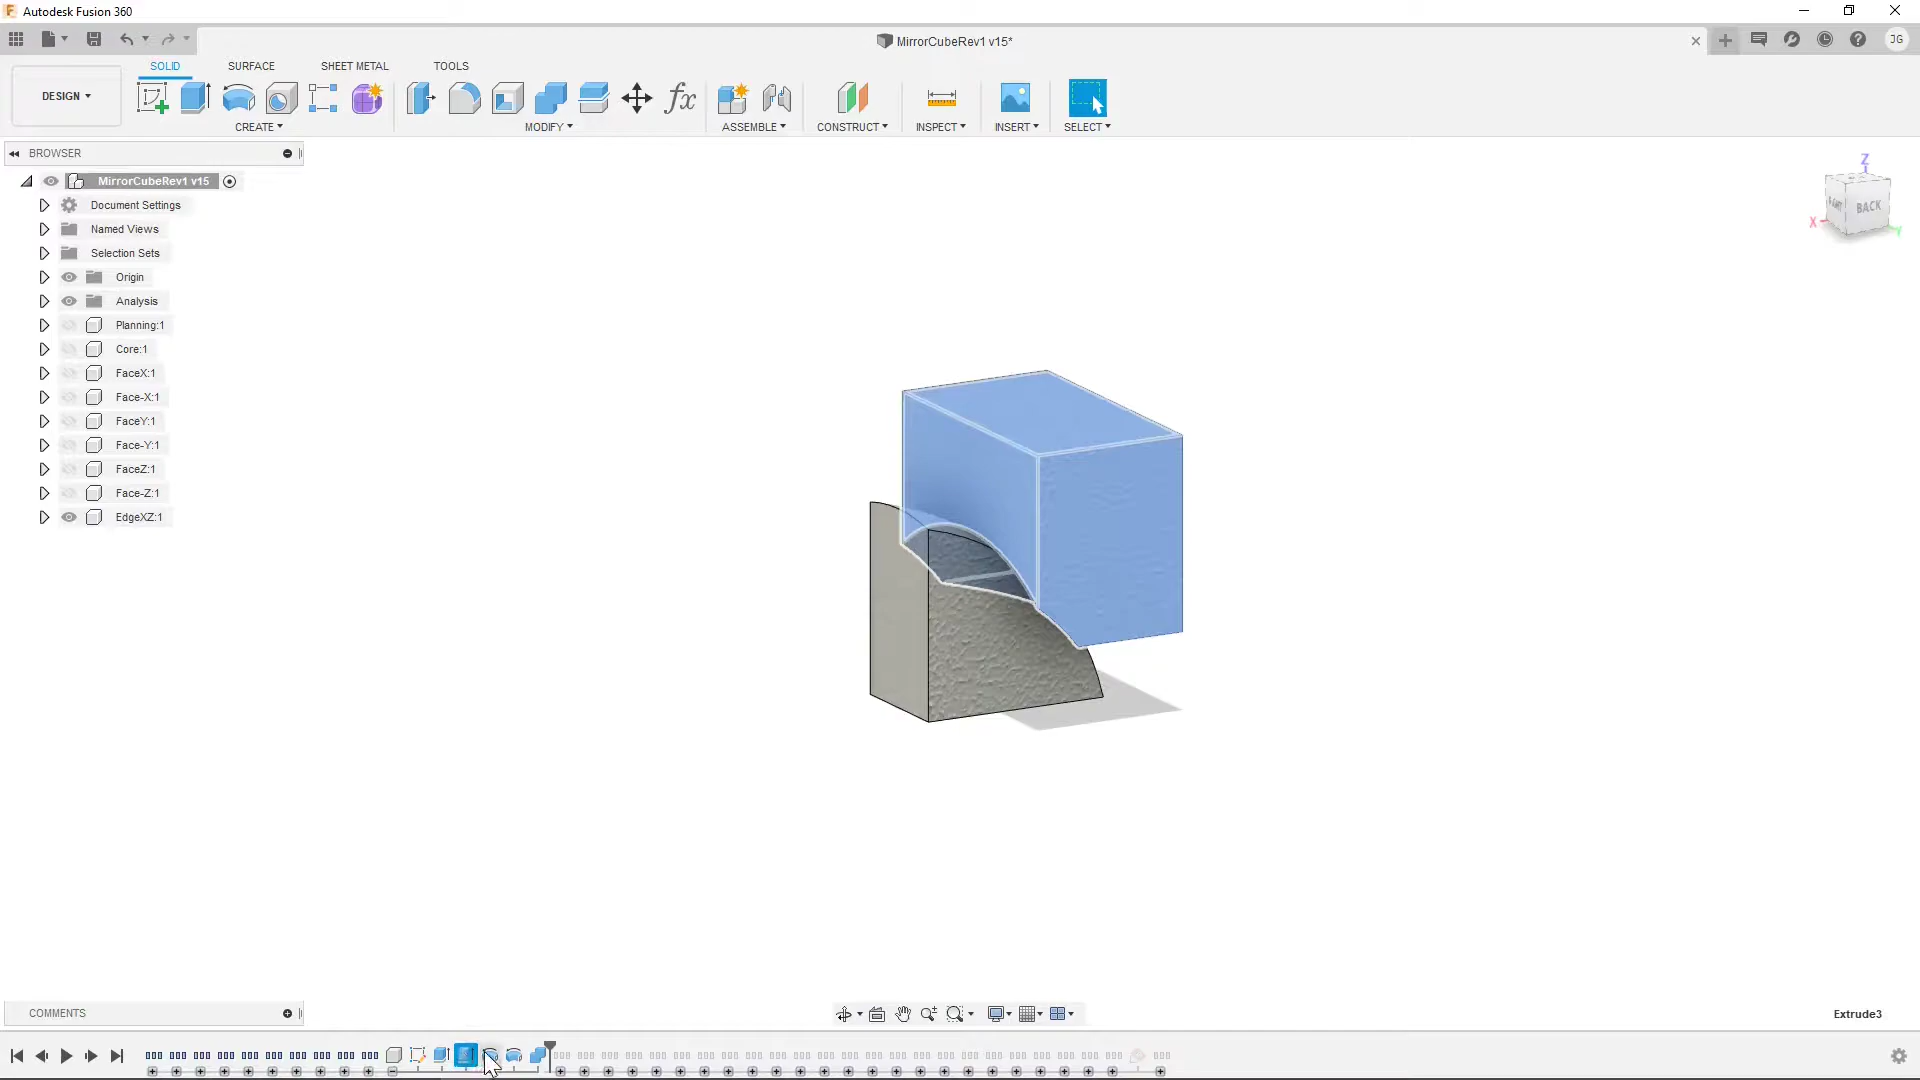 Autodesk Fusion 360
MirrorCubeRev1 v15*
JG
DESIGN
SOLID
SURFACE
SHEET METAL
TOOLS
CREATE
MODIFY
ASSEMBLE
CONSTRUCT
INSPECT
INSERT
SELECT
BROWSER
MirrorCubeRev1 v15
Document Settings
Named Views
Selection Sets
Origin
Analysis
Planning:1
Core:1
FaceX:1
Face-X:1
FaceY:1
Face-Y:1
FaceZ:1
Face-Z:1
EdgeXZ:1
Z
BACK
X
COMMENTS
Extrude3